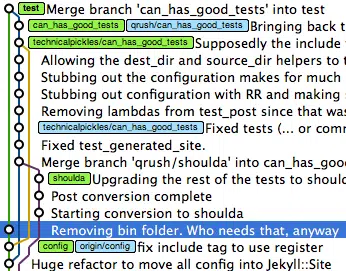 test Merge branch 'can_has_good_tests' into test
can_has_good_tests qrush/can_has_good_tests Bringing back t
technicalpickles/can_has_good_tests Supposedly the include
Allowing the dest_dir and source_dir helpers to t
Stubbing out the configuration makes for much
Stubbing out configuration with RR and making s
Removing lambdas from test_post since that wa
technicalpickles/can_has_good_tests Fixed tests (... or comm
Fixed test_generated_site.
Merge branch 'qrush/shoulda' into can_has_good
shoulda Upgrading the rest of the tests to should
Post conversion complete
Starting conversion to shoulda
Removing bin folder. Who needs that, anyway
config origin/config fix include tag to use register
Huge refactor to move all config into Jekyll::Site